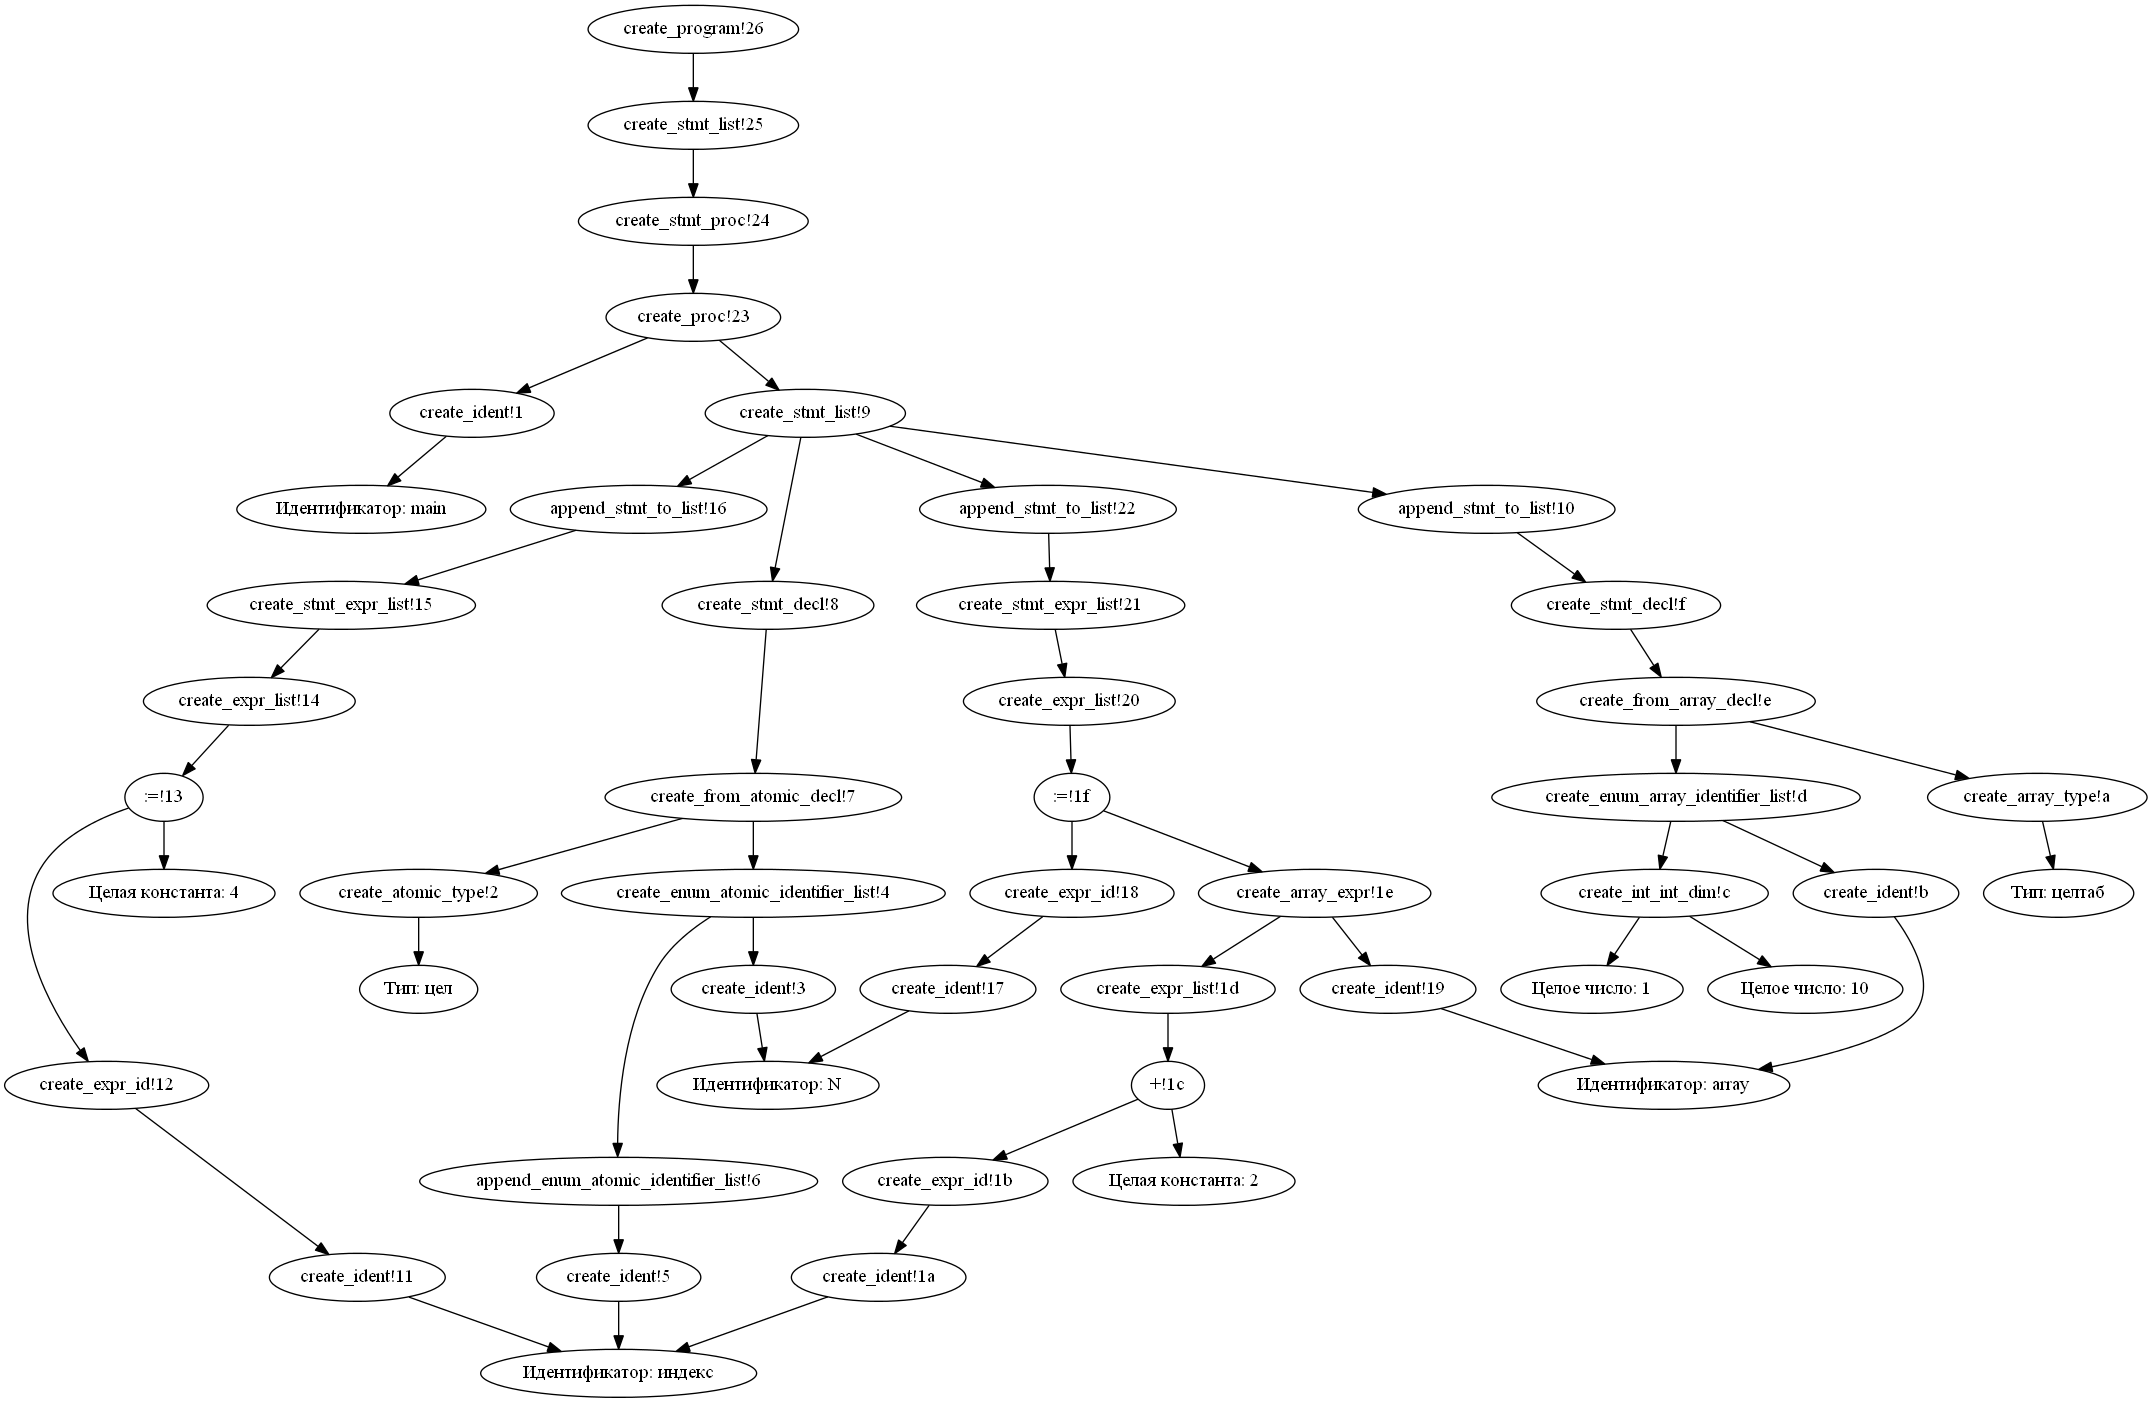 create_program!26
create_stmt_list!25
create_stmt_proc!24
create_proc!23
create_ident!1
create_stmt_list!9
Идентификатор: main
append_stmt_to_list!16
append_stmt_to_list!22
append_stmt_to_list!10
create_stmt_expr_list!15
create_stmt_decl!8
create_stmt_expr_list!21
create_stmt_decl!f
create_expr_list!14
create_expr_list!20
create_from_array_decl!e
:=!13
create_from_atomic_decl!7
:=!1f
create_enum_array_identifier_list!d
create_array_type!a
Целая константа: 4
create_atomic_type!2
create_enum_atomic_identifier_list!4
create_expr_id!18
create_array_expr!1e
create_int_int_dim!c
create_ident!b
Тип: целтаб
Тип: цел
create_ident!3
create_ident!17
create_expr_list!1d
create_ident!19
Целое число: 1
Целое число: 10
create_expr_id!12
Идентификатор: N
+!1c
Идентификатор: array
append_enum_atomic_identifier_list!6
create_expr_id!1b
Целая константа: 2
create_ident!11
create_ident!5
create_ident!1a
Идентификатор: индекс